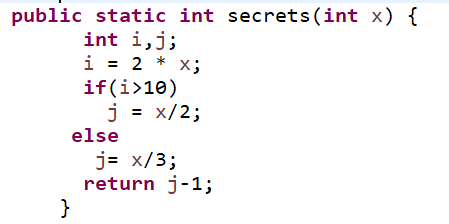 public static int secrets(int x) {
int i,j;
i = 2 * x;
if(i>10)
j = x/2;
else
j= x/3;
return j-1;
}